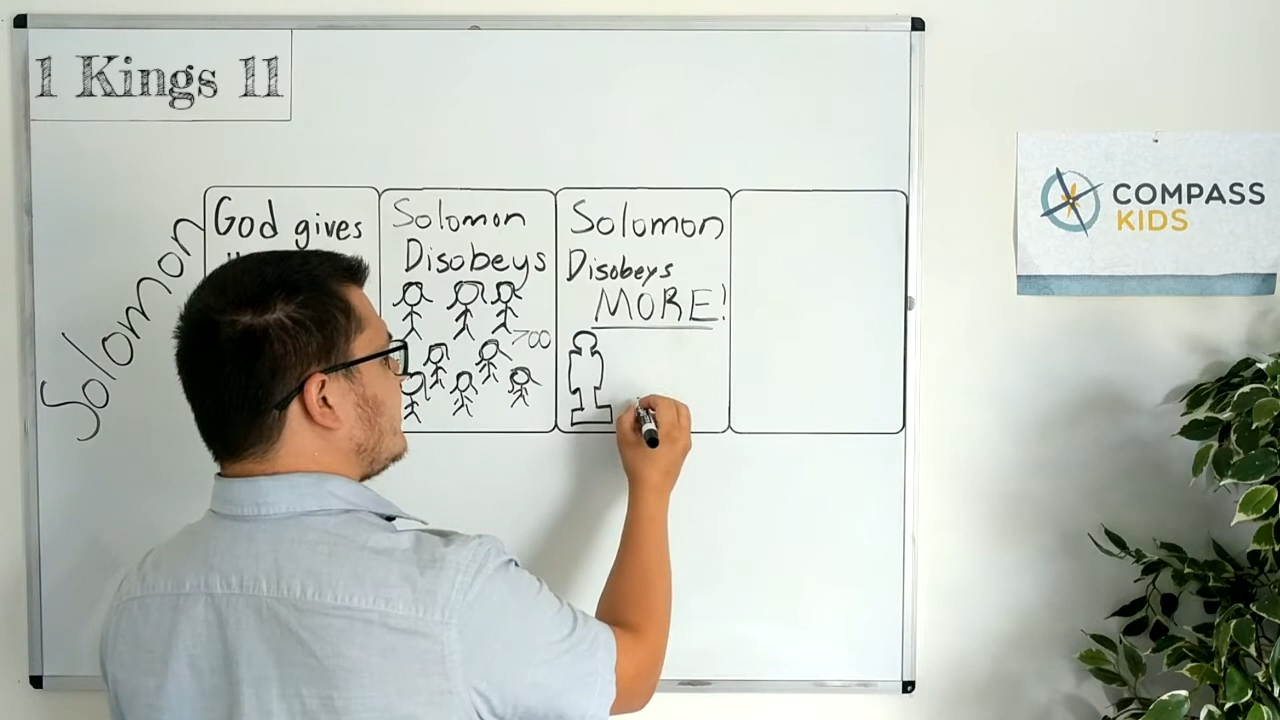 1 Kings 11
Solomon
God gives
Solomon
Disobeys
700
Solomon
Disobeys
MORE!
COMPASS
KIDS